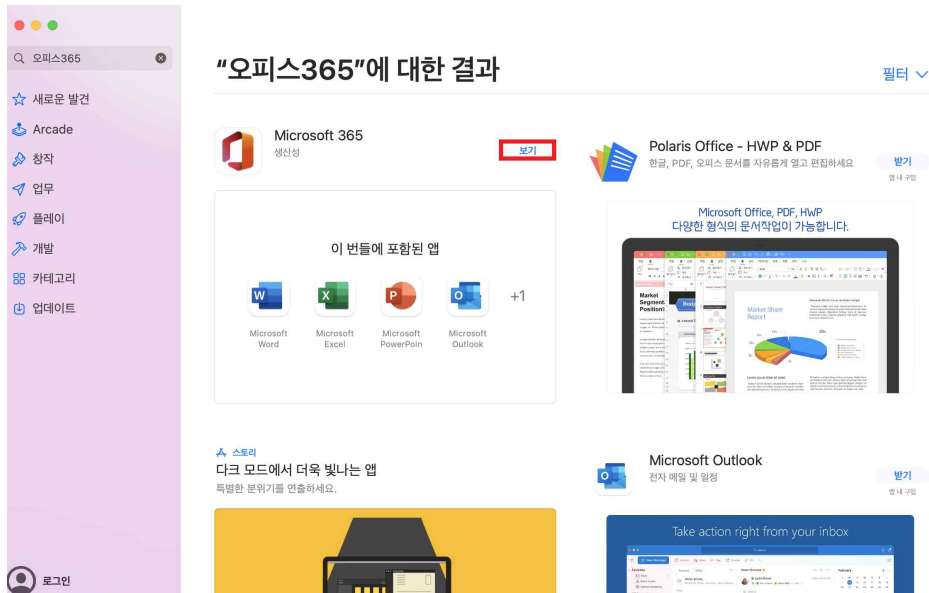 오피스365
새로운 발견
Arcade
창작
업무
플레이
개발
카테고리
업데이트
로그인
“오피스365”에 대한 결과
필터
Microsoft 365
생산성
보기
이 번들에 포함된 앱
+1
Microsoft
Word
Microsoft
Excel
Microsoft
PowerPoin
Microsoft
Outlook
Polaris Office - HWP & PDF
한글, PDF, 오피스 문서를 자유롭게 열고 편집하세요
받기
앱 내 구입
Microsoft Office, PDF, HWP
다양한 형식의 문서작업이 가능합니다.
Market
Segment
Positioni
Market Share
Report
스토리
다크 모드에서 더욱 빛나는 앱
특별한 분위기를 연출하세요.
Microsoft Outlook
전자 메일 및 일정
받기
앱 내 구입
Take action right from your inbox